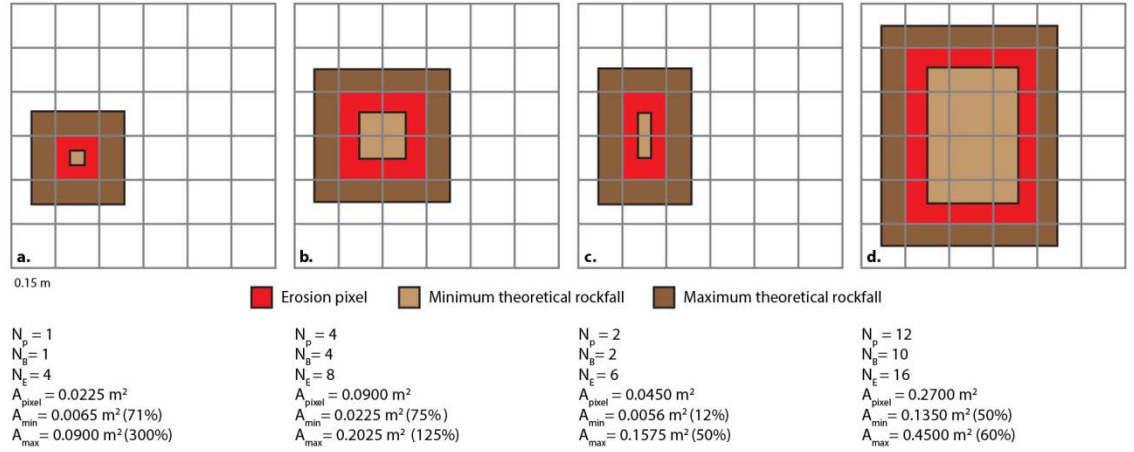 a.
b.
c.
d.
0.15 m
Erosion pixel
Minimum theoretical rockfall
Maximum theoretical rockfall
Nₚ = 1
N_B = 1
N_E = 4
A_pixel = 0.0225 m²
A_min = 0.0065 m² (71%)
A_max = 0.0900 m² (300%)
Nₚ = 4
N_B = 4
N_E = 8
A_pixel = 0.0900 m²
A_min = 0.0225 m² (75%)
A_max = 0.2025 m² (125%)
Nₚ = 2
N_B = 2
N_E = 6
A_pixel = 0.0450 m²
A_min = 0.0056 m² (12%)
A_max = 0.1575 m² (50%)
Nₚ = 12
N_B = 10
N_E = 16
A_pixel = 0.2700 m²
A_min = 0.1350 m² (50%)
A_max = 0.4500 m² (60%)